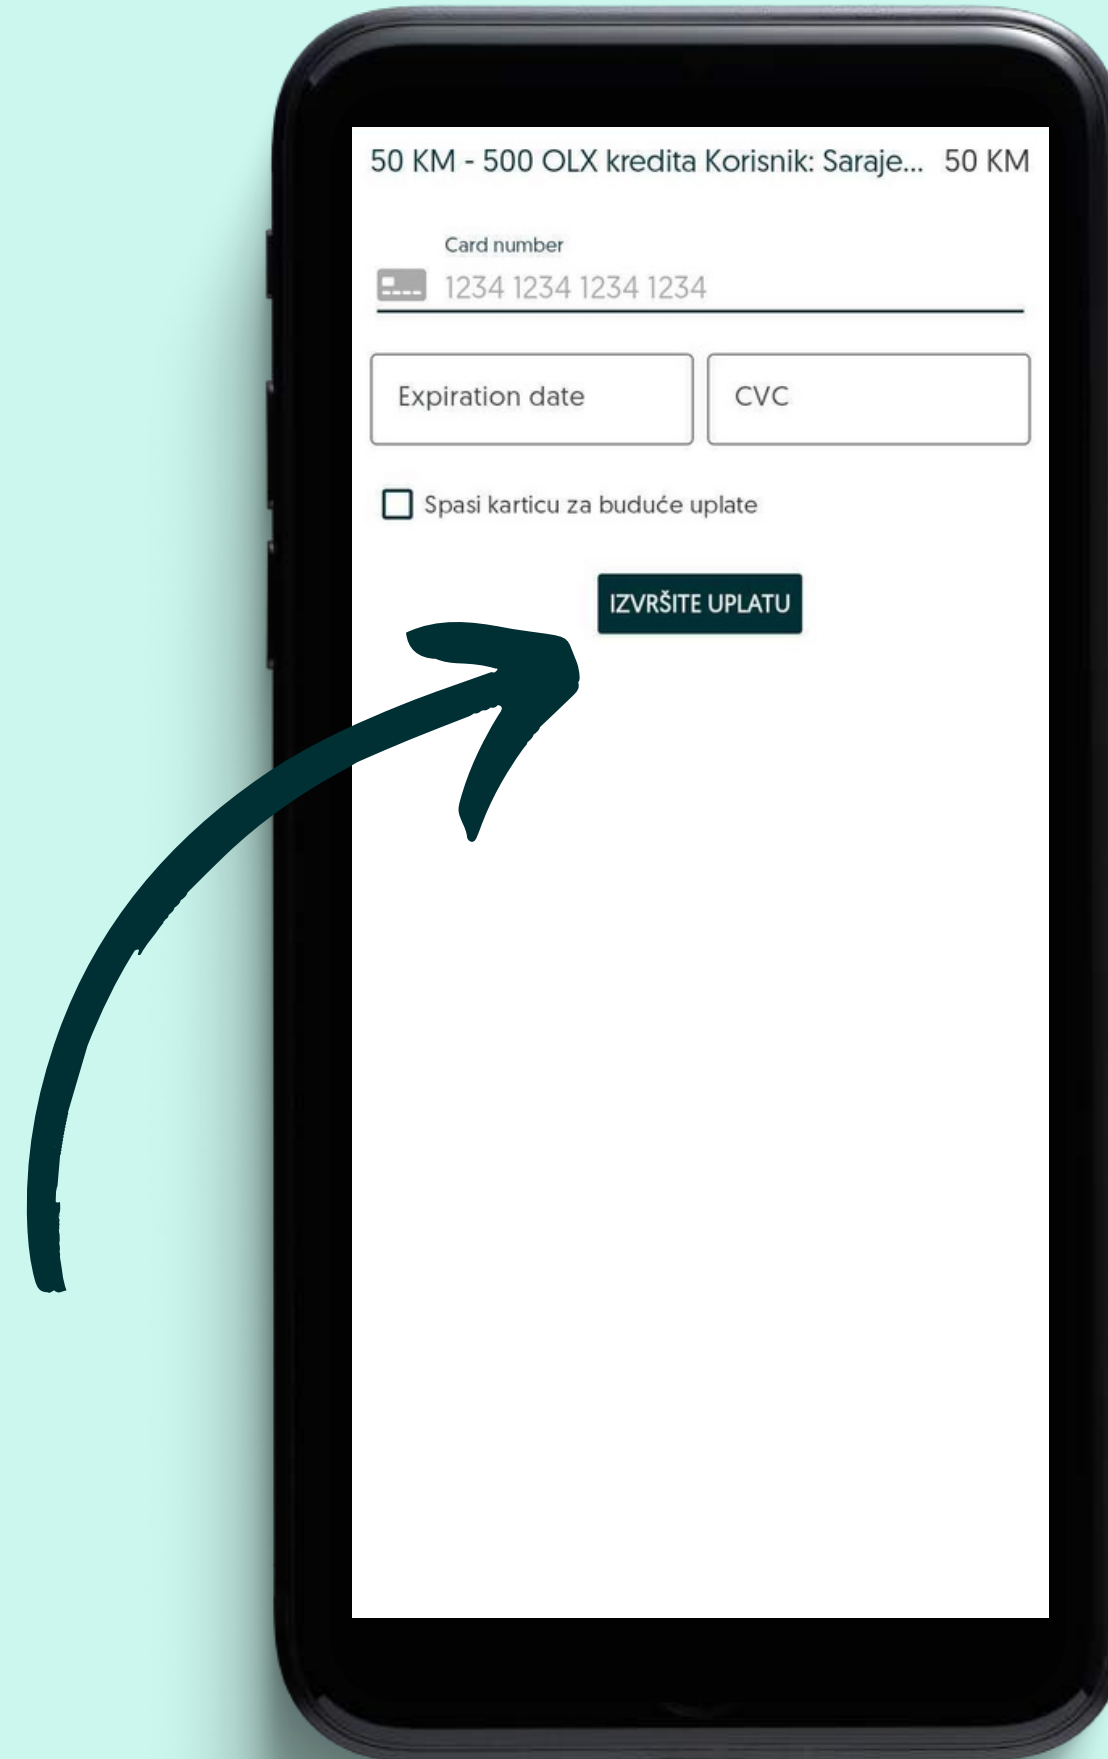 50 KM - 500 OLX kredita Korisnik: Saraje... 50 KM
Card number
1234 1234 1234 1234
Expiration date CVC
Spasi karticu za buduće uplate
IZVRŠITE UPLATU